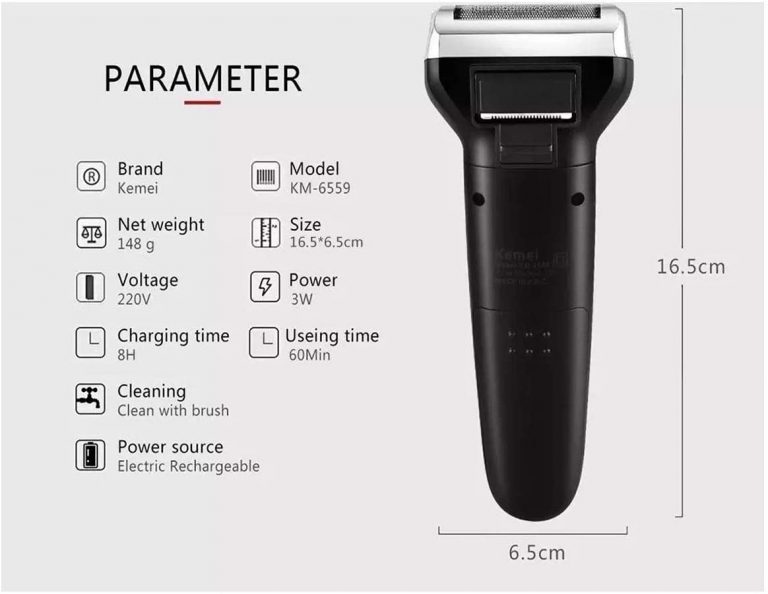 PARAMETER
® Brand
Kemei
Model
KM-6559
Net weight
148 g
Size
16.5*6.5cm
Voltage
220V
Power
3W
Charging time
8H
Useing time
60Min
Cleaning
Clean with brush
Power source
Electric Rechargeable
Kemei
16.5cm
6.5cm